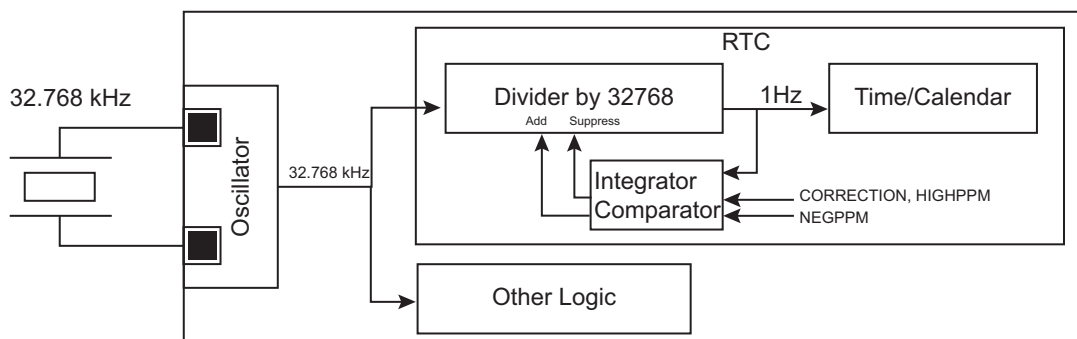 RTC
32.768 kHz
Divider by 32768
Add Suppress
1Hz
Time/Calendar
Oscillator
32.768 kHz
Integrator
Comparator
CORRECTION, HIGHPPM
NEGPPM
Other Logic